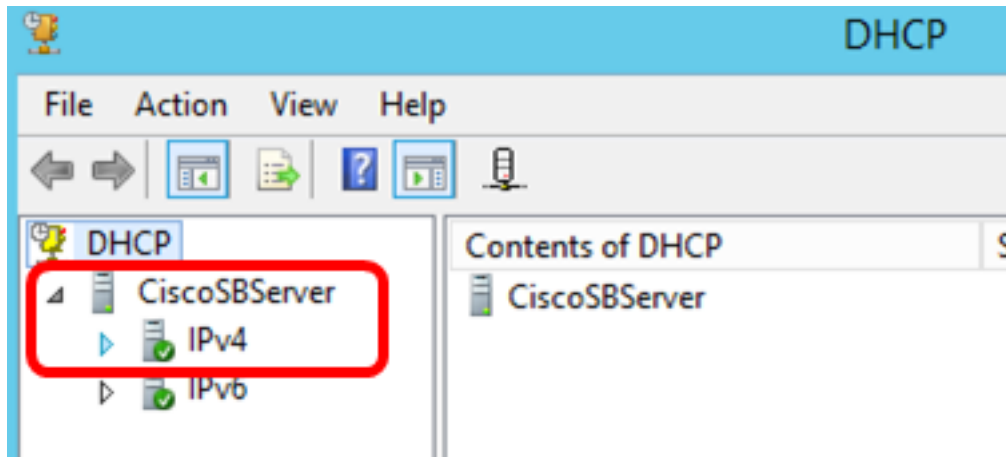 DHCP
File Action View Help
DHCP
Contents of DHCP
CiscoSBServer
CiscoSBServer
IPv4
IPv6